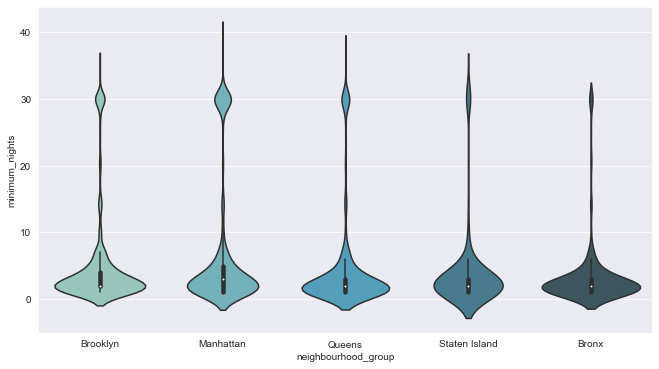 40
30
20
10
0
minimum_nights
Brooklyn Manhattan Queens Staten Island Bronx
neighbourhood_group